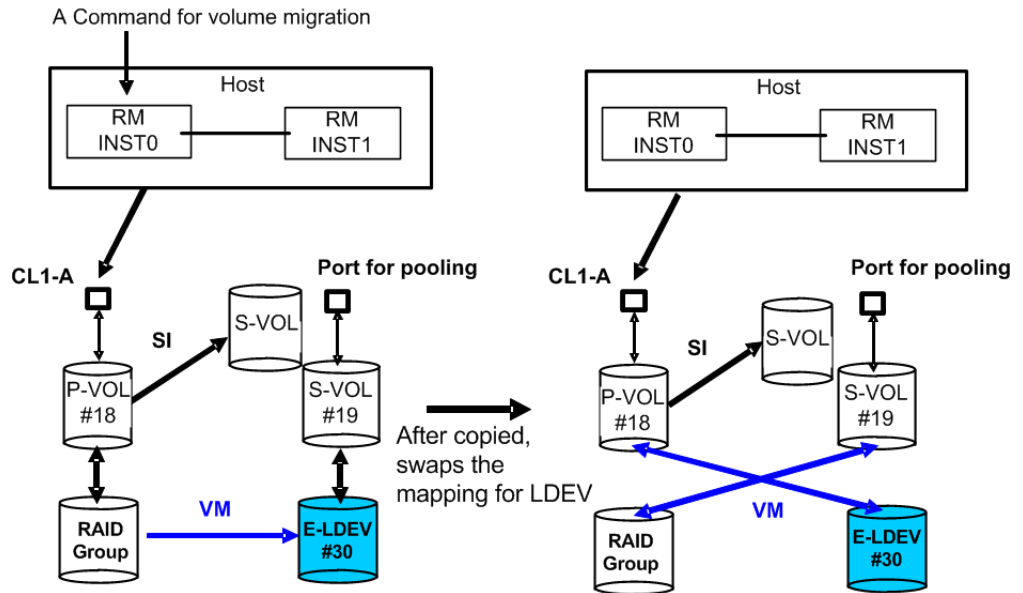 A Command for volume migration
Host
RM
INST0
RM
INST1
CL1-A
Port for pooling
S-VOL
SI
P-VOL
#18
S-VOL
#19
VM
RAID
Group
E-LDEV
#30
After copied,
swaps the
mapping for LDEV
Host
RM
INST0
RM
INST1
CL1-A
Port for pooling
S-VOL
SI
P-VOL
#18
S-VOL
#19
VM
RAID
Group
E-LDEV
#30